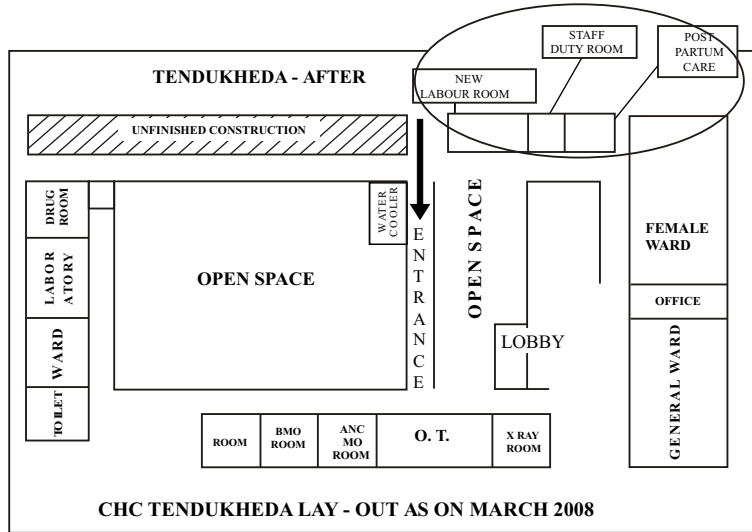 STAFF
DUTY ROOM
POST
PARTUM
CARE
TENDUKHEDA - AFTER
NEW
LABOUR ROOM
UNFINISHED CONSTRUCTION
DRUG
ROOM
WATER
COOLER
ENTRANCE
OPEN SPACE
FEMALE
WARD
LABOR
ATORY
OPEN SPACE
OFFICE
WARD
LOBBY
GENERAL WARD
TOILET
ROOM
BMO
ROOM
ANC
MO
ROOM
O. T.
X RAY
ROOM
CHC TENDUKHEDA LAY - OUT AS ON MARCH 2008